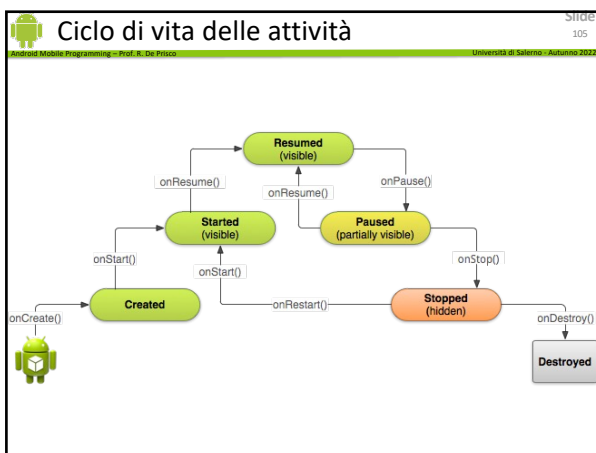 Ciclo di vita delle attività
Slide
105
Android Mobile Programming – Prof. R. De Prisco
Università di Salerno - Autunno 2022
Resumed
(visible)
onResume()
onResume()
onPause()
Started
(visible)
Paused
(partially visible)
onStart()
onStart()
onStop()
Created
onRestart()
Stopped
(hidden)
onCreate()
onDestroy()
Destroyed